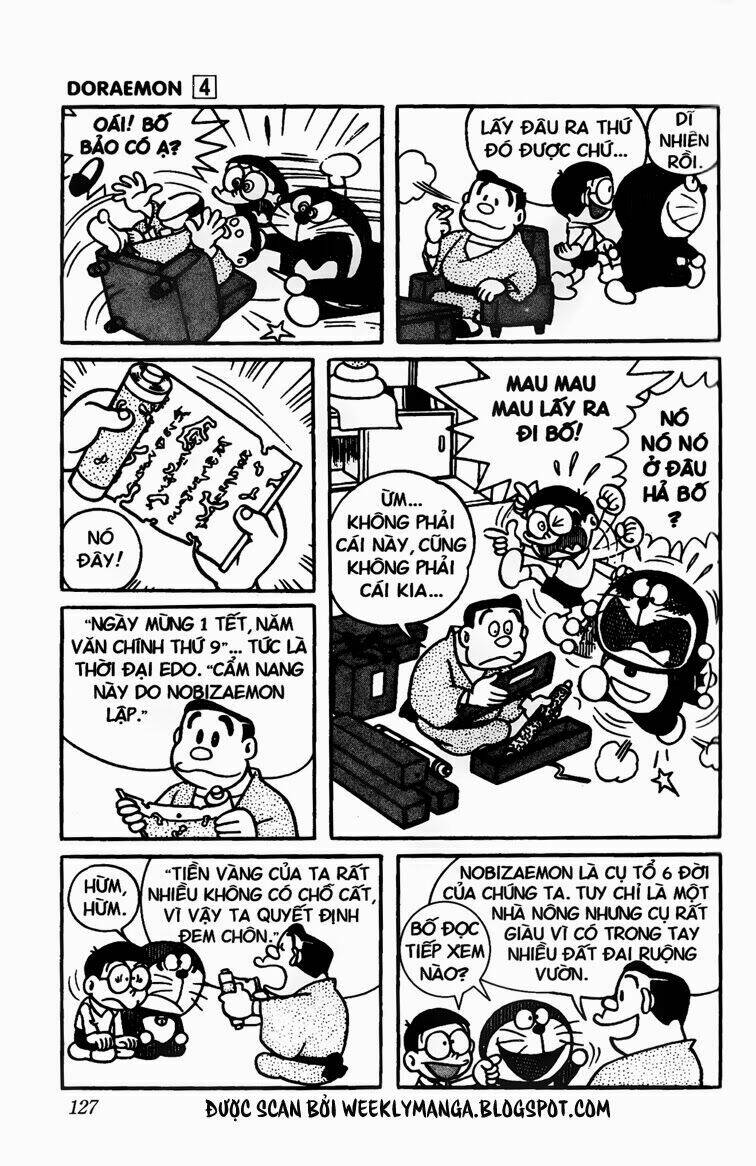 DORAEMON 4
DĨ
NHIÊN
RỒI.
LẤY ĐÂU RA THỨ
ĐÓ ĐƯỢC CHỨ...
OÁI! BỐ
BẢO CÓ Ạ?
NÓ
NÓ NÓ
Ở ĐÂU
HẢ BỐ
?
MAU MAU
MAU LẤY RA
ĐI BỐ!
ỪM...
KHÔNG PHẢI
CÁI NÀY, CŨNG
KHÔNG PHẢI
CÁI KIA...
NÓ
ĐÂY!
"NGÀY MỪNG 1 TẾT, NĂM
VĂN CHÍNH THỨ 9"... TỨC LÀ
THỜI ĐẠI EDO. "CẨM NANG
NÀY DO NOBIZAEMON
LẬP."
NOBIZAEMON LÀ CỤ TỔ 6 ĐỜI
CỦA CHÚNG TA. TUY CHỈ LÀ MỘT
NHÀ NÔNG NHƯNG CỤ RẤT
GIÀU VÌ CÓ TRONG TAY
NHIỀU ĐẤT ĐAI RUỘNG
VƯỜN.
BỐ ĐỌC
TIẾP XEM
NÀO?
"TIỀN VÀNG CỦA TA RẤT
NHIỀU KHÔNG CÓ CHỖ CẤT,
VÌ VẬY TA QUYẾT ĐỊNH
ĐEM CHÔN."
HỪM,
HỪM.
127
ĐƯỢC SCAN BỞI WEEKLYMANGA.BLOGSPOT.COM